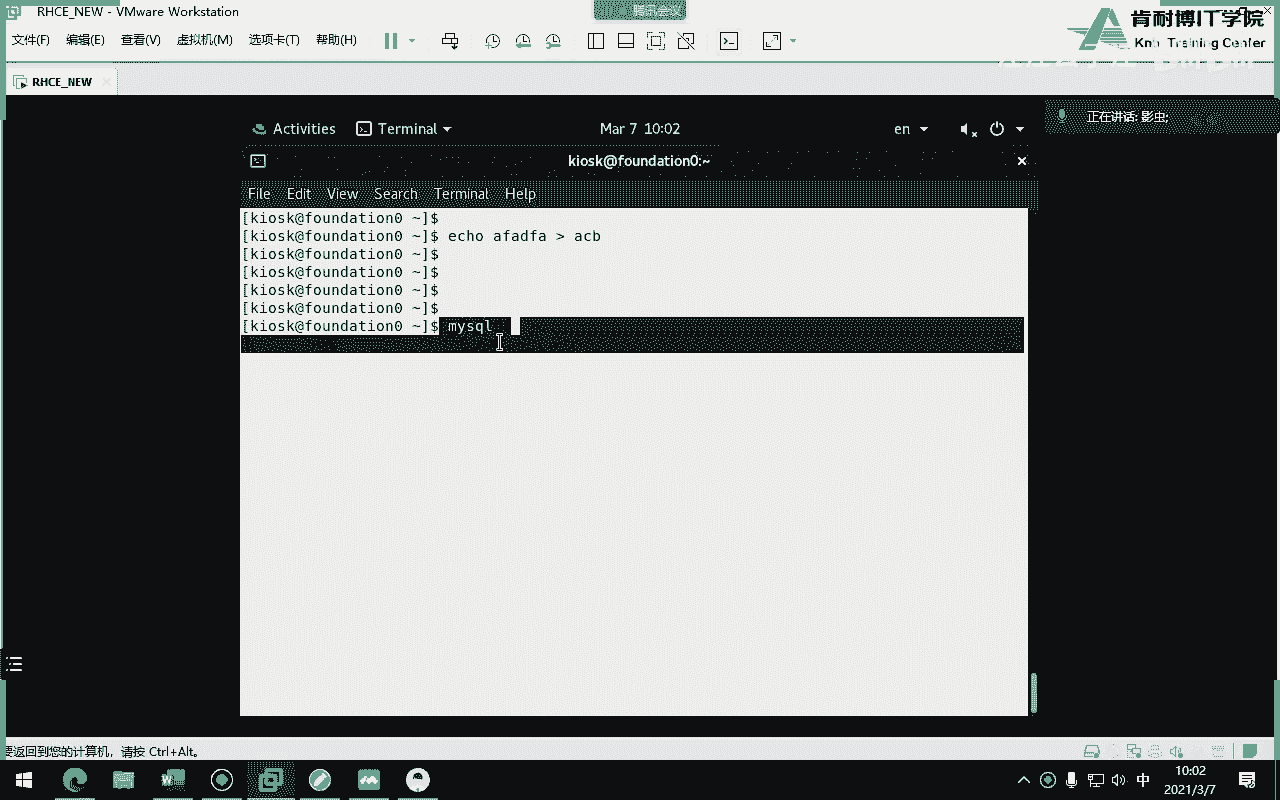 RHCE_NEW - VMware Workstation
腾讯会议
肯耐博IT学院
文件(F) 编辑(E) 查看(V) 虚拟机(M) 选项卡(T) 帮助(H)
Training Center
RHCE_NEW
正在讲话: 影虫;
Activities Terminal Mar 7 10:02 en
kiosk@foundation0:~
File Edit View Search Terminal Help
[kiosk@foundation0 ~]$
[kiosk@foundation0 ~]$ echo afadfa > acb
[kiosk@foundation0 ~]$
[kiosk@foundation0 ~]$
[kiosk@foundation0 ~]$
[kiosk@foundation0 ~]$
[kiosk@foundation0 ~]$ mysql
要返回到您的计算机，请按 Ctrl+Alt。
中
10:02
2021/3/7